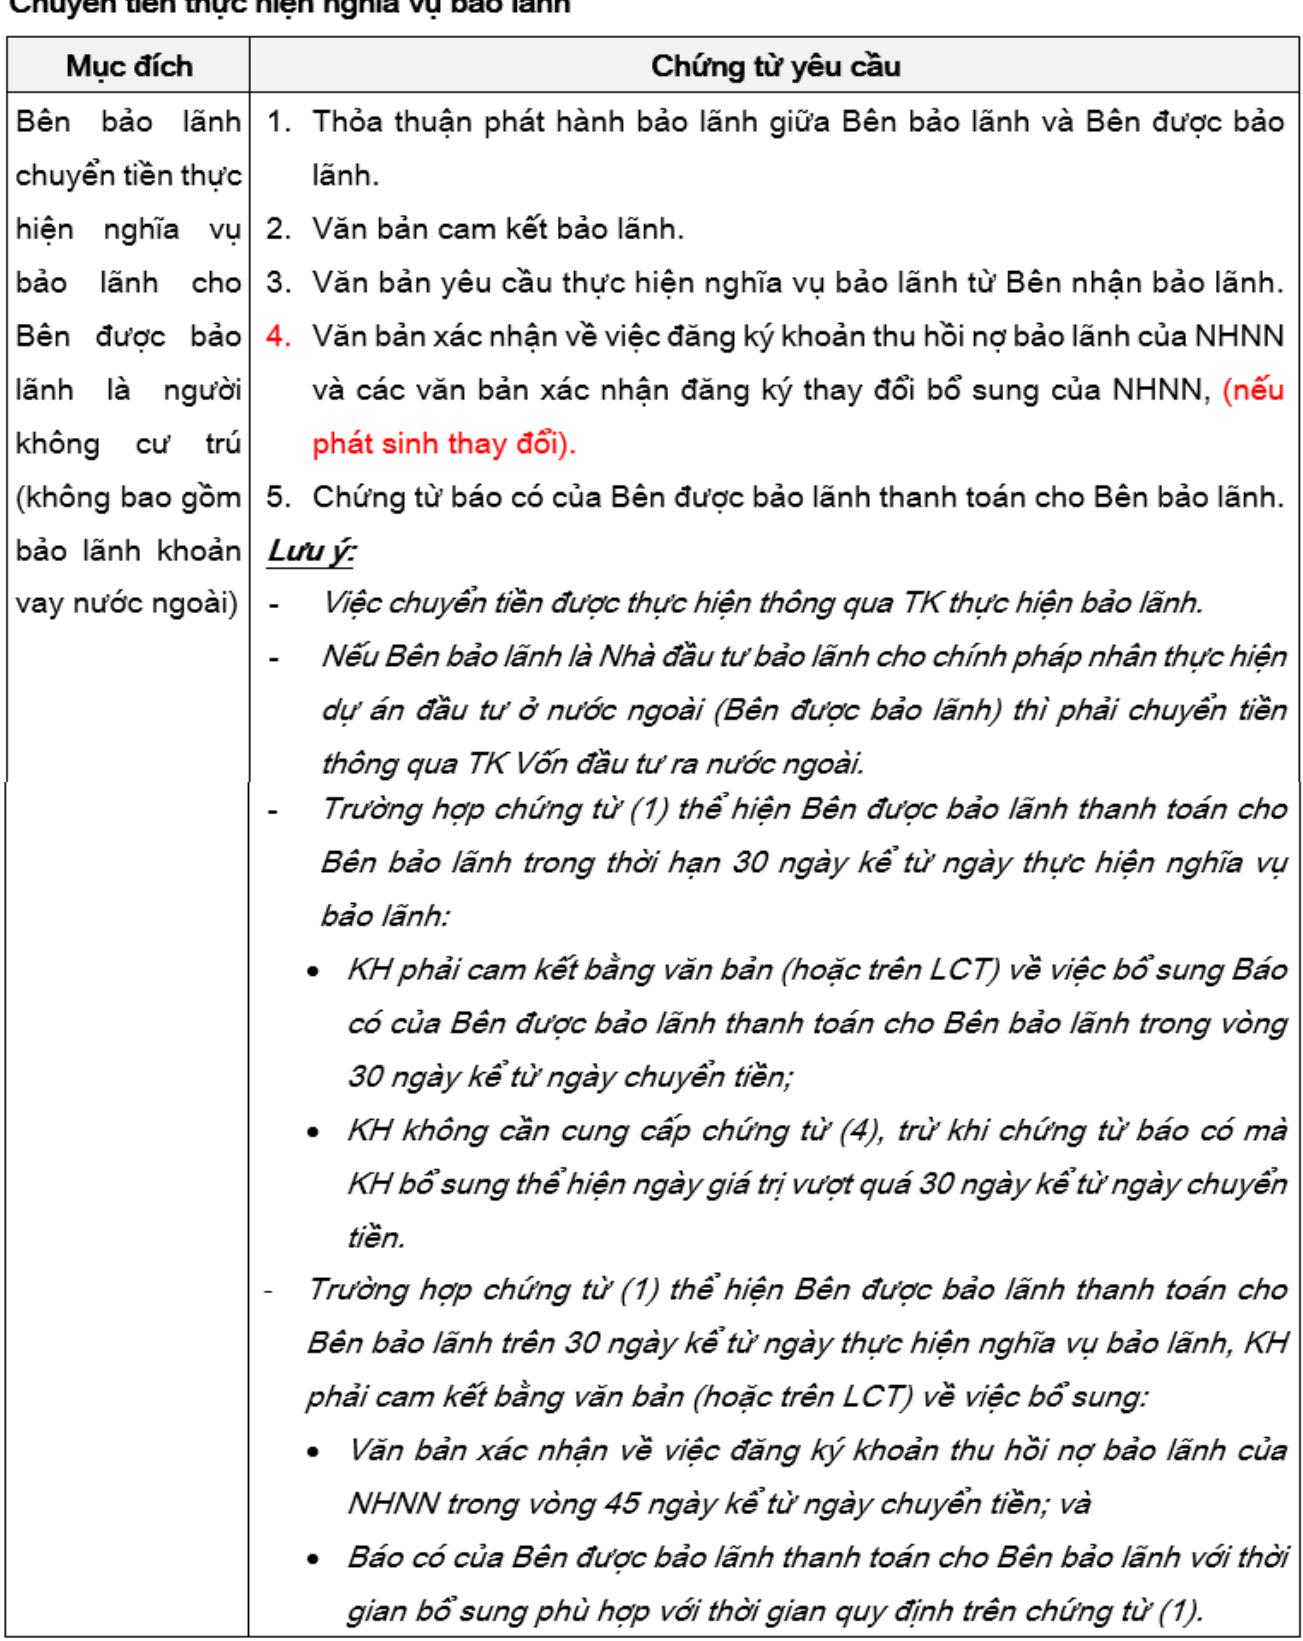 Chuyển tiền thực hiện nghĩa vụ bảo lãnh
Mục đích
Chứng từ yêu cầu
Bên bảo lãnh
chuyển tiền thực
hiện nghĩa vụ
bảo lãnh cho
Bên được bảo
lãnh là người
không cư trú
(không bao gồm
bảo lãnh khoản
vay nước ngoài)
1. Thỏa thuận phát hành bảo lãnh giữa Bên bảo lãnh và Bên được bảo
lãnh.
2. Văn bản cam kết bảo lãnh.
3. Văn bản yêu cầu thực hiện nghĩa vụ bảo lãnh từ Bên nhận bảo lãnh.
4. Văn bản xác nhận về việc đăng ký khoản thu hồi nợ bảo lãnh của NHNN
và các văn bản xác nhận đăng ký thay đổi bổ sung của NHNN, (nếu
phát sinh thay đổi).
5. Chứng từ báo có của Bên được bảo lãnh thanh toán cho Bên bảo lãnh.
Lưu ý:
- Việc chuyển tiền được thực hiện thông qua TK thực hiện bảo lãnh.
- Nếu Bên bảo lãnh là Nhà đầu tư bảo lãnh cho chính pháp nhân thực hiện
dự án đầu tư ở nước ngoài (Bên được bảo lãnh) thì phải chuyển tiền
thông qua TK Vốn đầu tư ra nước ngoài.
- Trường hợp chứng từ (1) thể hiện Bên được bảo lãnh thanh toán cho
Bên bảo lãnh trong thời hạn 30 ngày kể từ ngày thực hiện nghĩa vụ
bảo lãnh:
• KH phải cam kết bằng văn bản (hoặc trên LCT) về việc bổ sung Báo
có của Bên được bảo lãnh thanh toán cho Bên bảo lãnh trong vòng
30 ngày kể từ ngày chuyển tiền;
• KH không cần cung cấp chứng từ (4), trừ khi chứng từ báo có mà
KH bổ sung thể hiện ngày giá trị vượt quá 30 ngày kể từ ngày chuyển
tiền.
- Trường hợp chứng từ (1) thể hiện Bên được bảo lãnh thanh toán cho
Bên bảo lãnh trên 30 ngày kể từ ngày thực hiện nghĩa vụ bảo lãnh, KH
phải cam kết bằng văn bản (hoặc trên LCT) về việc bổ sung:
• Văn bản xác nhận về việc đăng ký khoản thu hồi nợ bảo lãnh của
NHNN trong vòng 45 ngày kể từ ngày chuyển tiền; và
• Báo có của Bên được bảo lãnh thanh toán cho Bên bảo lãnh với thời
gian bổ sung phù hợp với thời gian quy định trên chứng từ (1).